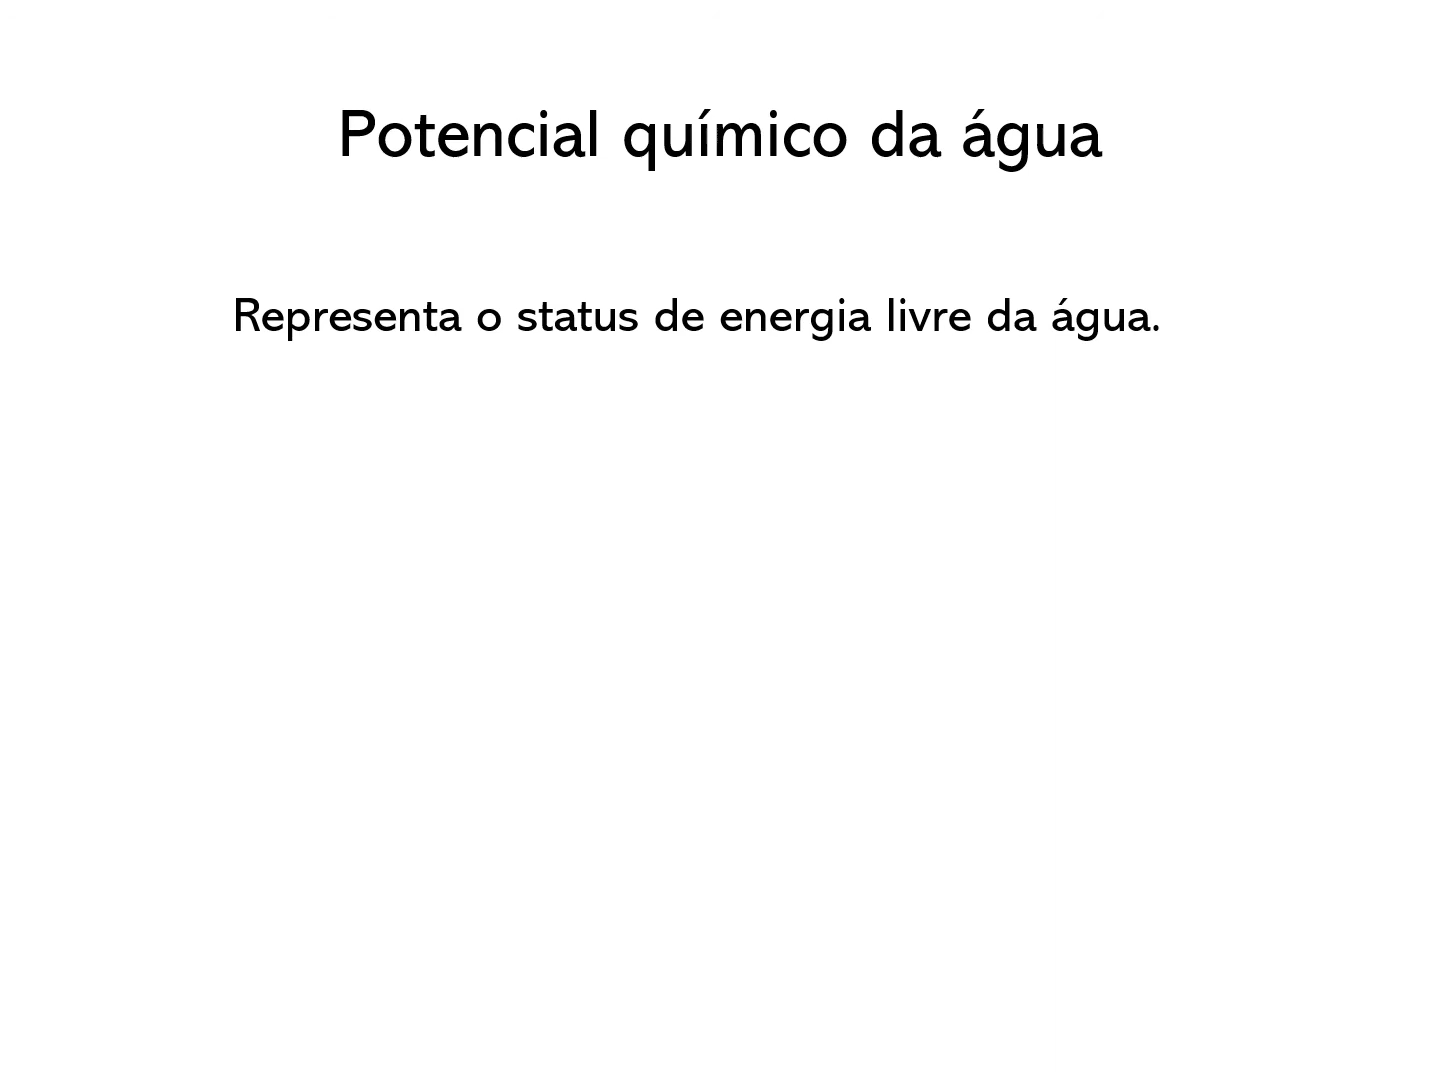 Potencial químico da água
Representa o status de energia livre da água.